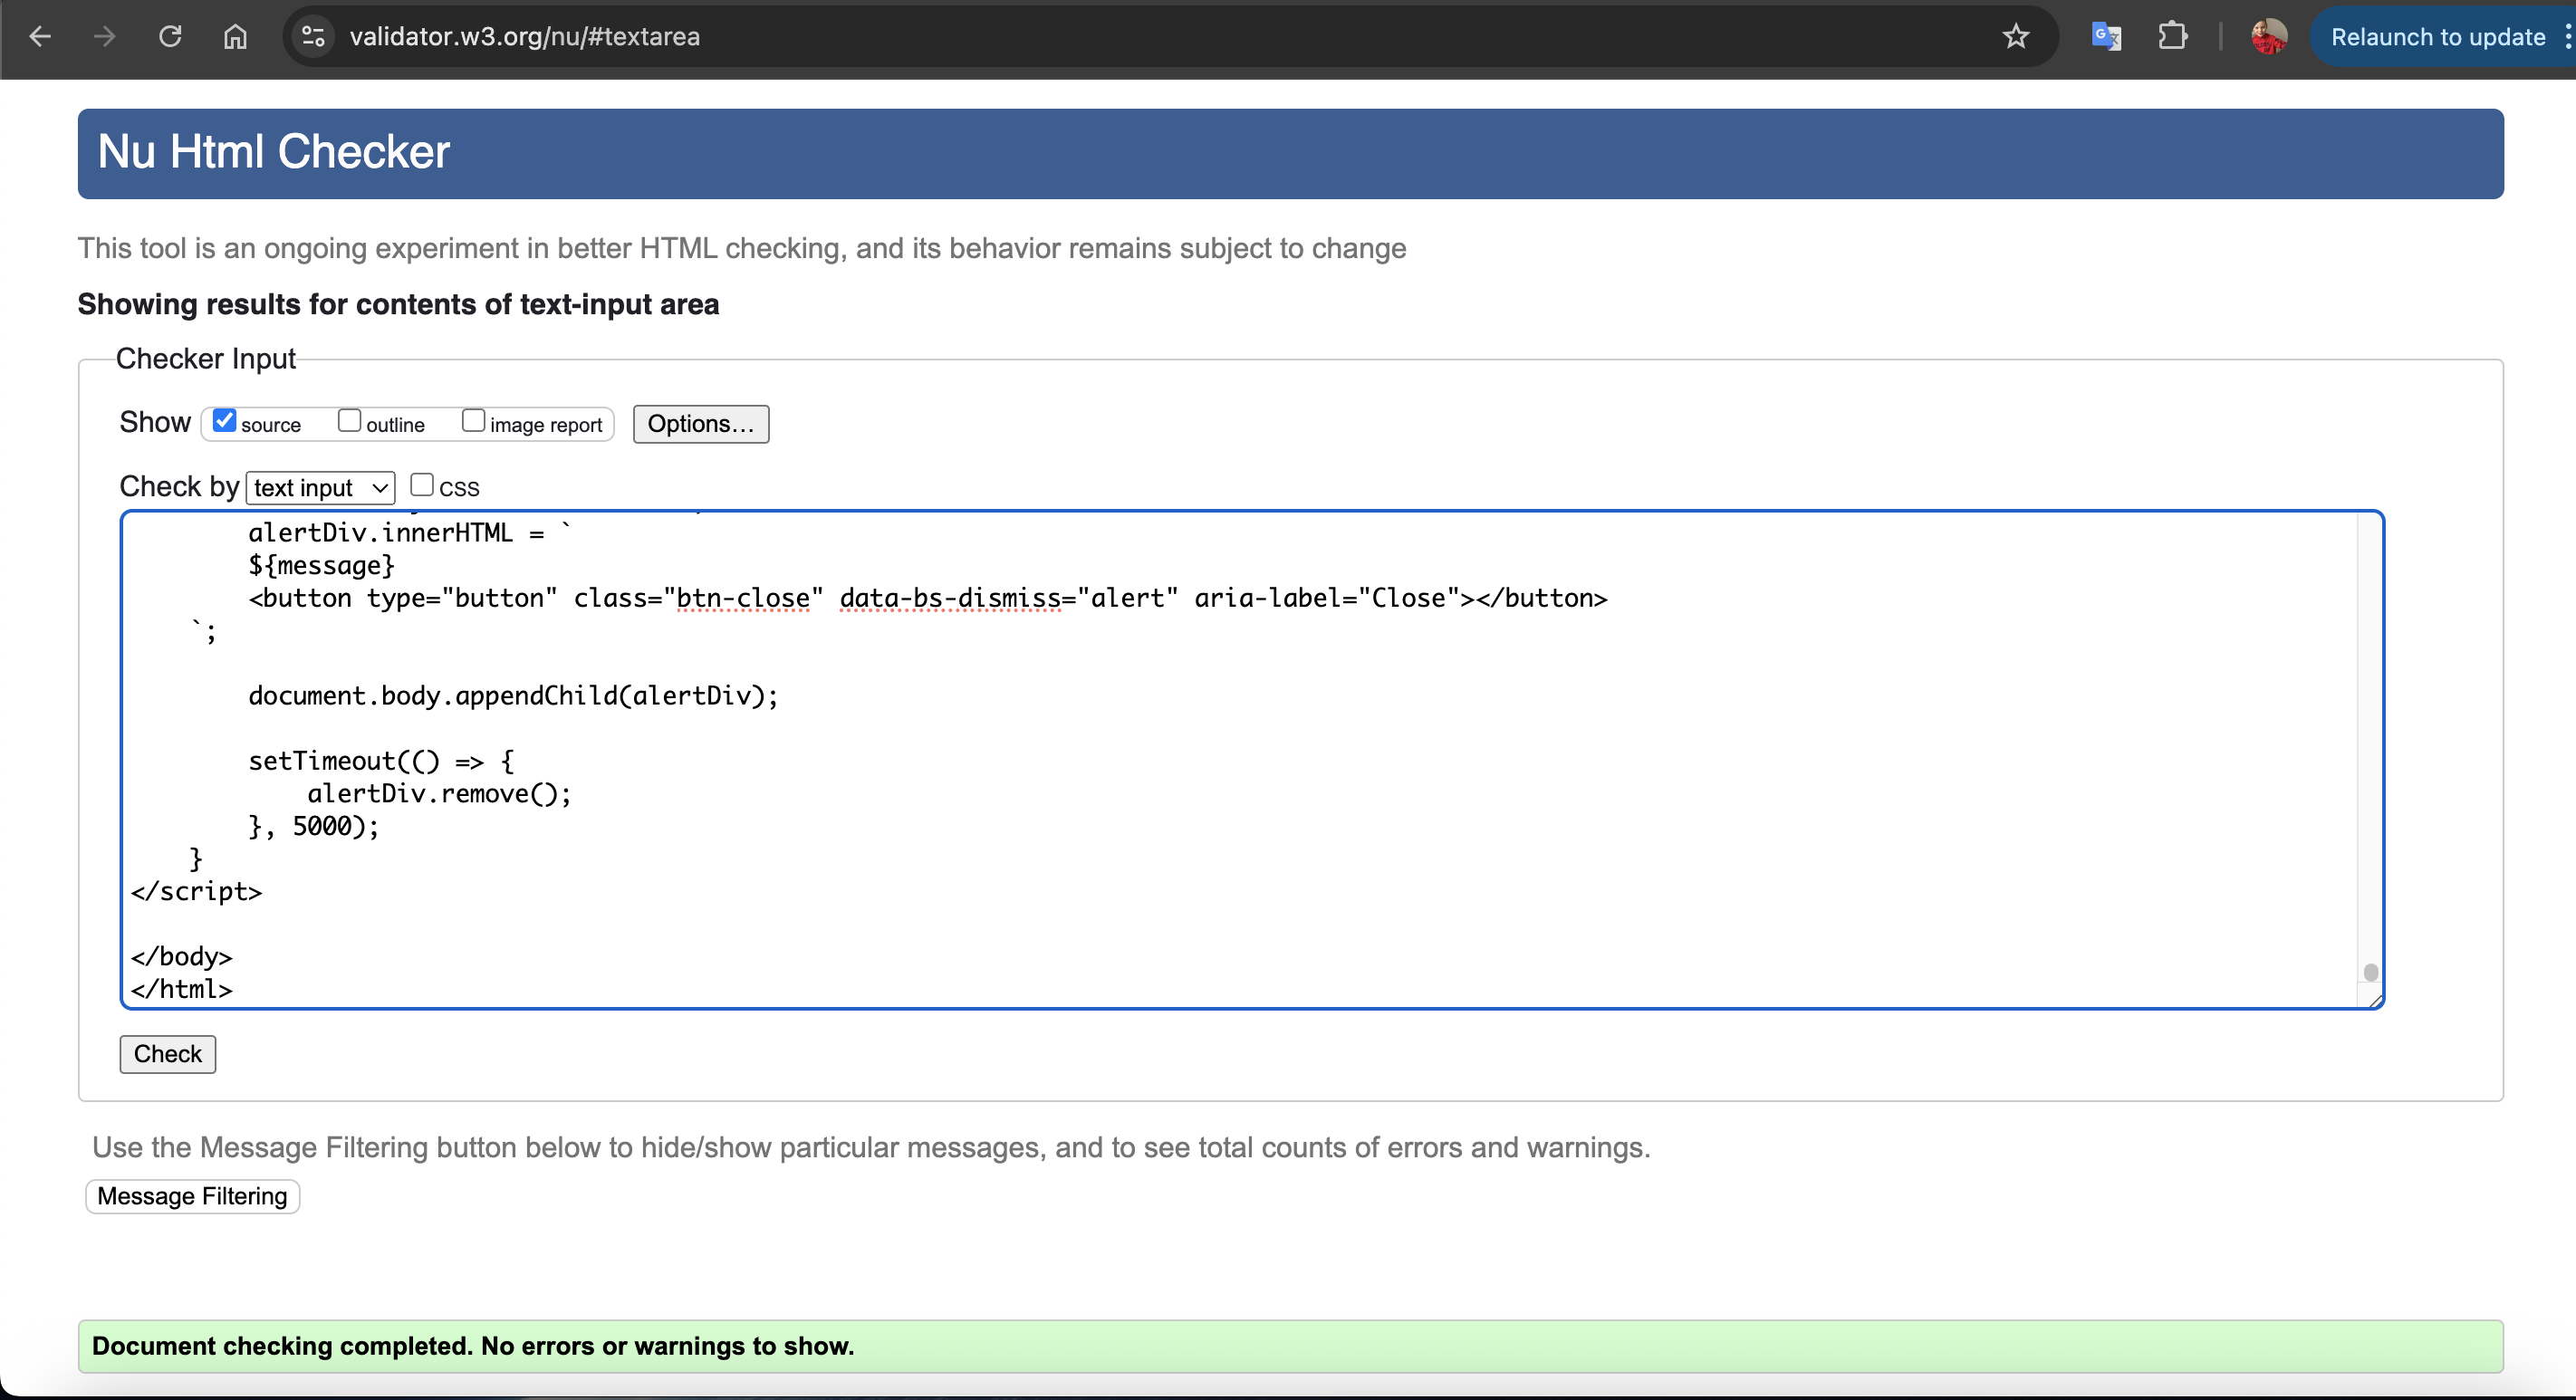 validator.w3.org/nu/#textarea
Relaunch to update
Nu Html Checker
This tool is an ongoing experiment in better HTML checking, and its behavior remains subject to change
Showing results for contents of text-input area
Checker Input
Show source outline image report Options...
Check by text input CSS
alertDiv.innerHTML = `
${message}
<button type="button" class="btn-close" data-bs-dismiss="alert" aria-label="Close"></button>
`;
document.body.appendChild(alertDiv);
setTimeout(() => {
alertDiv.remove();
}, 5000);
}
</script>
</body>
</html>
Check
Use the Message Filtering button below to hide/show particular messages, and to see total counts of errors and warnings.
Message Filtering
Document checking completed. No errors or warnings to show.